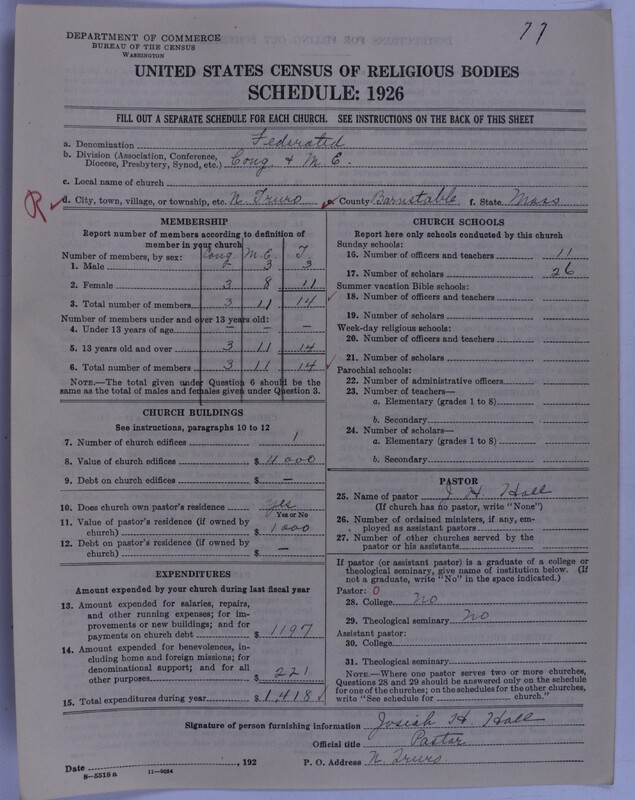 77
DEPARTMENT OF COMMERCE
BUREAU OF THE CENSUS
WASHINGTON
UNITED STATES CENSUS OF RELIGIOUS BODIES
SCHEDULE: 1926
FILL OUT A SEPARATE SCHEDULE FOR EACH CHURCH. SEE INSTRUCTIONS ON THE BACK OF THIS SHEET
a. Denomination Federated
b. Division (Association, Conference, Diocese, Presbytery, Synod, etc.) Cong & M.E.
c. Local name of church
R d. City, town, village, or township, etc. N. Truro e. County Barnstable f. State Mass
MEMBERSHIP
Report number of members according to definition of
member in your church
Number of members, by sex: Cong M.E. T.
1. Male 3 3
2. Female 3 8 11
3. Total number of members 3 11 14
Number of members under and over 13 years old:
4. Under 13 years of age – – –
5. 13 years old and over 3 11 14
6. Total number of members 3 11 14
NOTE.—The total given under Question 6 should be the
same as the total of males and females given under Question 3.
CHURCH BUILDINGS
See instructions, paragraphs 10 to 12
7. Number of church edifices 1
8. Value of church edifices $ 4000
9. Debt on church edifices $ –
10. Does church own pastor's residence Yes
Yes or No
11. Value of pastor's residence (if owned by
church) $ 1000
12. Debt on pastor's residence (if owned by
church) $ –
EXPENDITURES
Amount expended by your church during last fiscal year
13. Amount expended for salaries, repairs,
and other running expenses; for im-
provements or new buildings; and for
payments on church debt $ 1197
14. Amount expended for benevolences, in-
cluding home and foreign missions; for
denominational support; and for all
other purposes $ 221
15. Total expenditures during year $ 1,418
CHURCH SCHOOLS
Report here only schools conducted by this church
Sunday schools:
16. Number of officers and teachers 11
17. Number of scholars 26
Summer vacation Bible schools:
18. Number of officers and teachers
19. Number of scholars
Week-day religious schools:
20. Number of officers and teachers
21. Number of scholars
Parochial schools:
22. Number of administrative officers
23. Number of teachers—
a. Elementary (grades 1 to 8)
b. Secondary
24. Number of scholars—
a. Elementary (grades 1 to 8)
b. Secondary
PASTOR
25. Name of pastor J H Hall
(If church has no pastor, write "None")
26. Number of ordained ministers, if any, em-
ployed as assistant pastors
27. Number of other churches served by the
pastor or his assistants
If pastor (or assistant pastor) is a graduate of a college or
theological seminary, give name of institution below. (If
not a graduate, write "No" in the space indicated.)
Pastor: 0
28. College No
29. Theological seminary No
Assistant pastor:
30. College
31. Theological seminary
NOTE.—Where one pastor serves two or more churches,
Questions 28 and 29 should be answered only on the schedule
for one of the churches; on the schedules for the other churches,
write "See schedule for church."
Signature of person furnishing information Josiah H. Hall
Official title Pastor
Date , 192 P. O. Address N. Truro
8—5518 a 11—9024